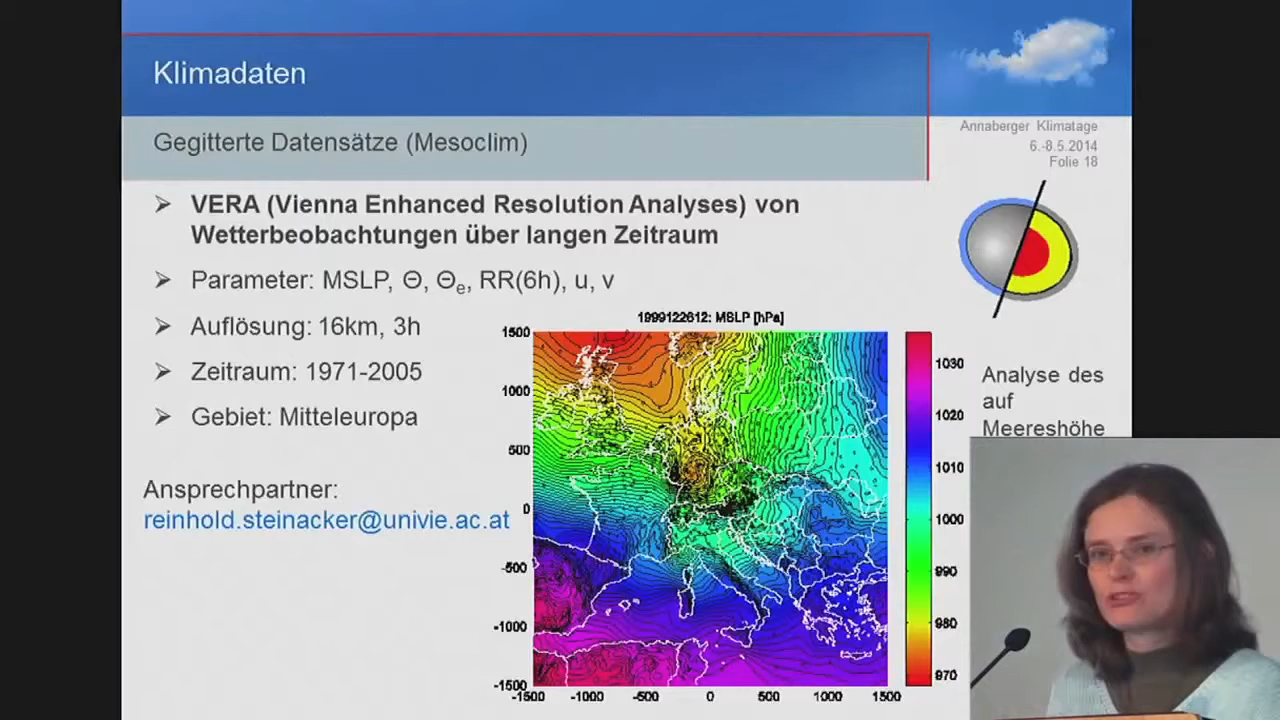 Klimadaten
Gegitterte Datensätze (Mesoclim)
Annaberger Klimatage
6.-8.5.2014
Folie 18
VERA (Vienna Enhanced Resolution Analyses) von
Wetterbeobachtungen über langen Zeitraum
Parameter: MSLP, Θ, Θe, RR(6h), u, v
Auflösung: 16km, 3h
Zeitraum: 1971-2005
Gebiet: Mitteleuropa
Ansprechpartner:
reinhold.steinacker@univie.ac.at
1999122612: MSLP [hPa]
1500
1000
500
0
-500
-1000
-1500
-1500 -1000 -500 0 500 1000 1500
1030
1020
1010
1000
990
980
970
Analyse des
auf
Meereshöhe